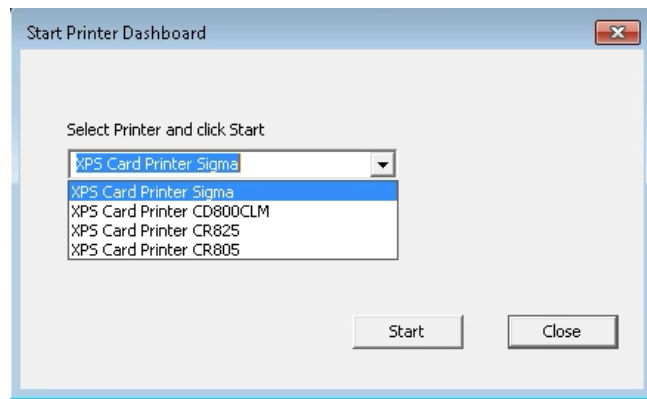 Start Printer Dashboard
Select Printer and click Start
XPS Card Printer Sigma
XPS Card Printer Sigma
XPS Card Printer CD800CLM
XPS Card Printer CR825
XPS Card Printer CR805
Start Close